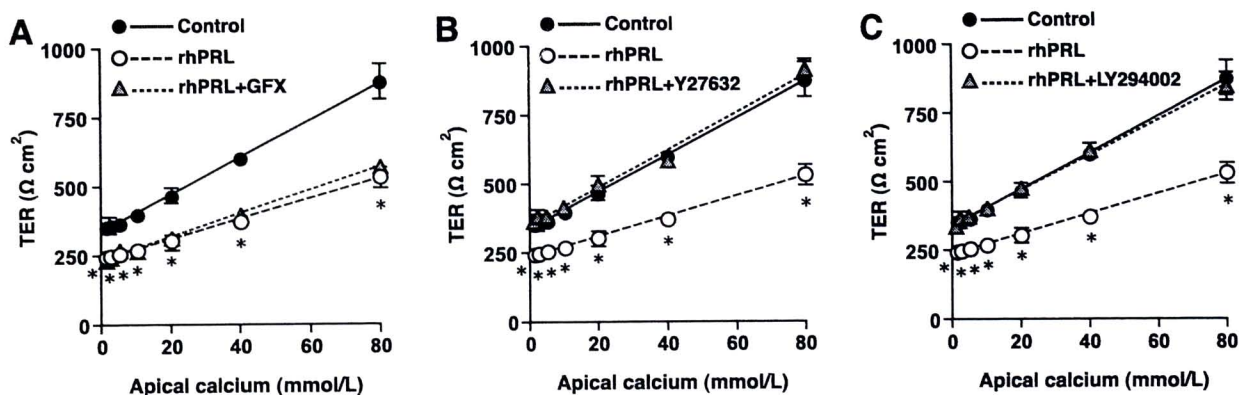 A
Control
rhPRL
rhPRL+GFX
TER (Ω cm²)
1000
750
500
250
0
* * * * * * *
0 20 40 60 80
Apical calcium (mmol/L)
B
Control
rhPRL
rhPRL+Y27632
TER (Ω cm²)
1000
750
500
250
0
* * * * * * *
0 20 40 60 80
Apical calcium (mmol/L)
C
Control
rhPRL
rhPRL+LY294002
TER (Ω cm²)
1000
750
500
250
0
* * * * * * *
0 20 40 60 80
Apical calcium (mmol/L)